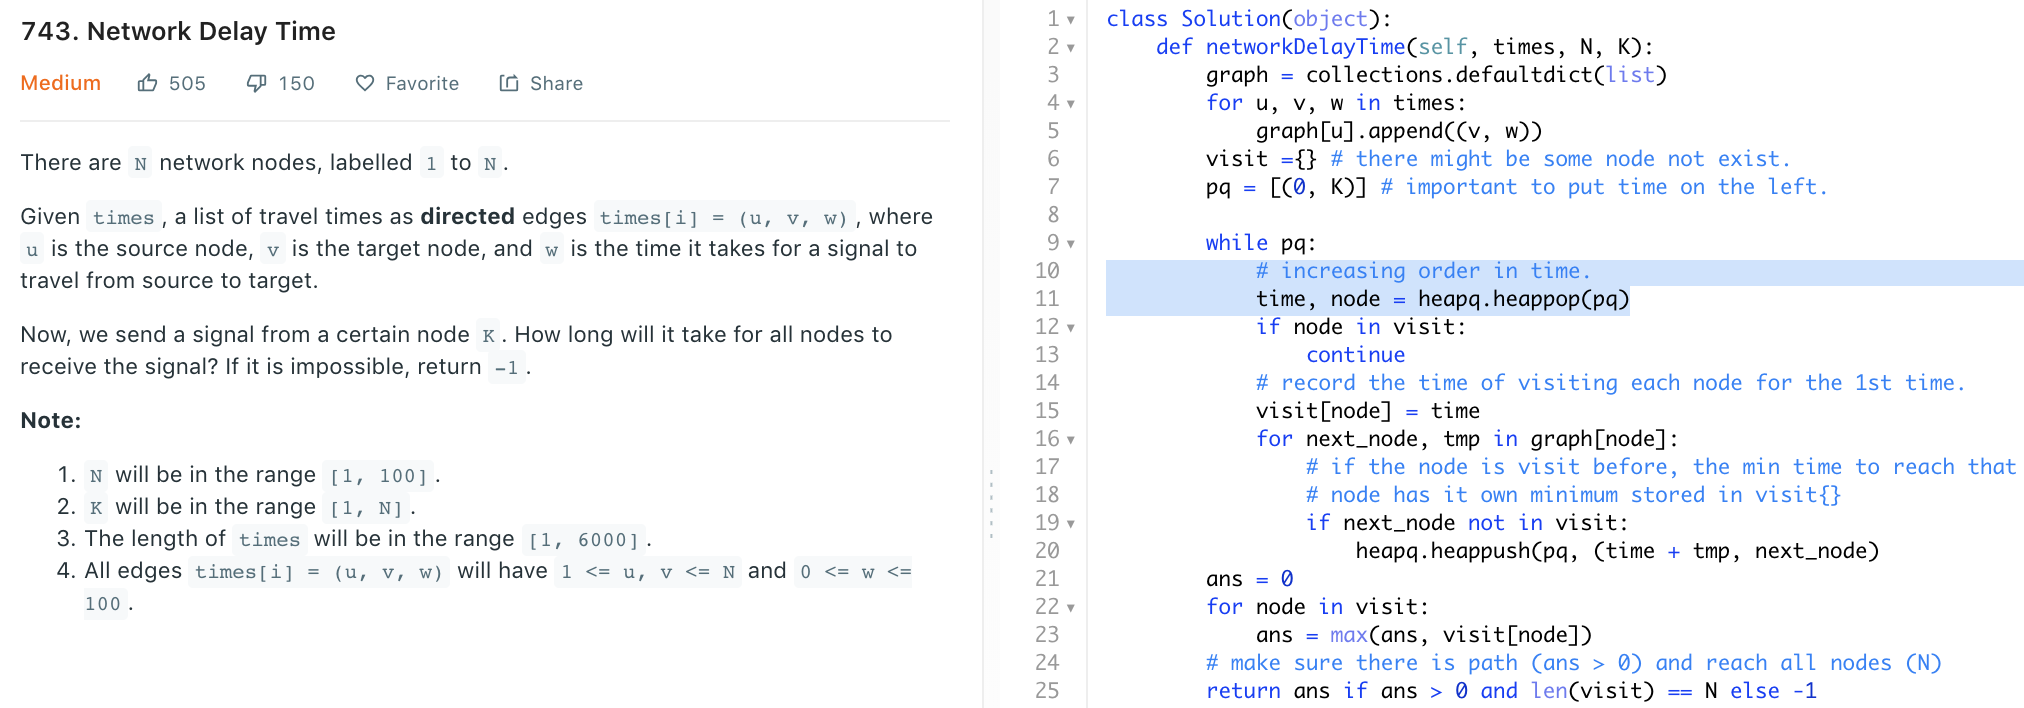 743. Network Delay Time
Medium 505 150 Favorite Share
There are N network nodes, labelled 1 to N.
Given times, a list of travel times as directed edges times[i] = (u, v, w), where
u is the source node, v is the target node, and w is the time it takes for a signal to
travel from source to target.
Now, we send a signal from a certain node K. How long will it take for all nodes to
receive the signal? If it is impossible, return -1.
Note:
1. N will be in the range [1, 100].
2. K will be in the range [1, N].
3. The length of times will be in the range [1, 6000].
4. All edges times[i] = (u, v, w) will have 1 <= u, v <= N and 0 <= w <=
100.
1 class Solution(object):
2     def networkDelayTime(self, times, N, K):
3         graph = collections.defaultdict(list)
4         for u, v, w in times:
5             graph[u].append((v, w))
6         visit ={} # there might be some node not exist.
7         pq = [(0, K)] # important to put time on the left.
8
9         while pq:
10             # increasing order in time.
11             time, node = heapq.heappop(pq)
12             if node in visit:
13                 continue
14             # record the time of visiting each node for the 1st time.
15             visit[node] = time
16             for next_node, tmp in graph[node]:
17                 # if the node is visit before, the min time to reach that
18                 # node has it own minimum stored in visit{}
19                 if next_node not in visit:
20                     heapq.heappush(pq, (time + tmp, next_node)
21         ans = 0
22         for node in visit:
23             ans = max(ans, visit[node])
24         # make sure there is path (ans > 0) and reach all nodes (N)
25         return ans if ans > 0 and len(visit) == N else -1